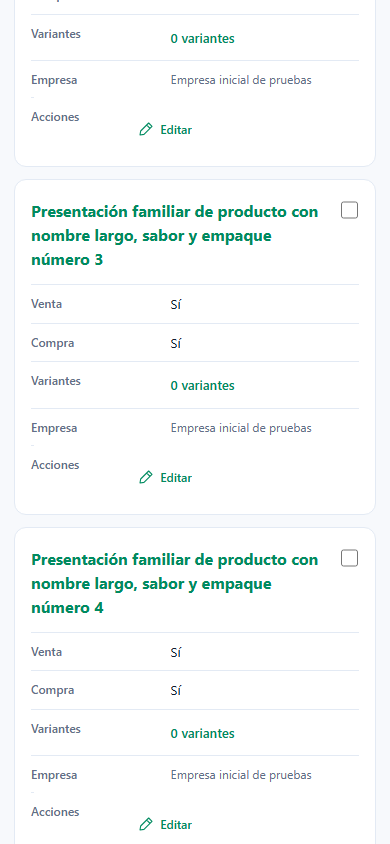 Variantes
0 variantes
Empresa
Empresa inicial de pruebas
Acciones
Editar
Presentación familiar de producto con
nombre largo, sabor y empaque
número 3
Venta
Sí
Compra
Sí
Variantes
0 variantes
Empresa
Empresa inicial de pruebas
Acciones
Editar
Presentación familiar de producto con
nombre largo, sabor y empaque
número 4
Venta
Sí
Compra
Sí
Variantes
0 variantes
Empresa
Empresa inicial de pruebas
Acciones
Editar